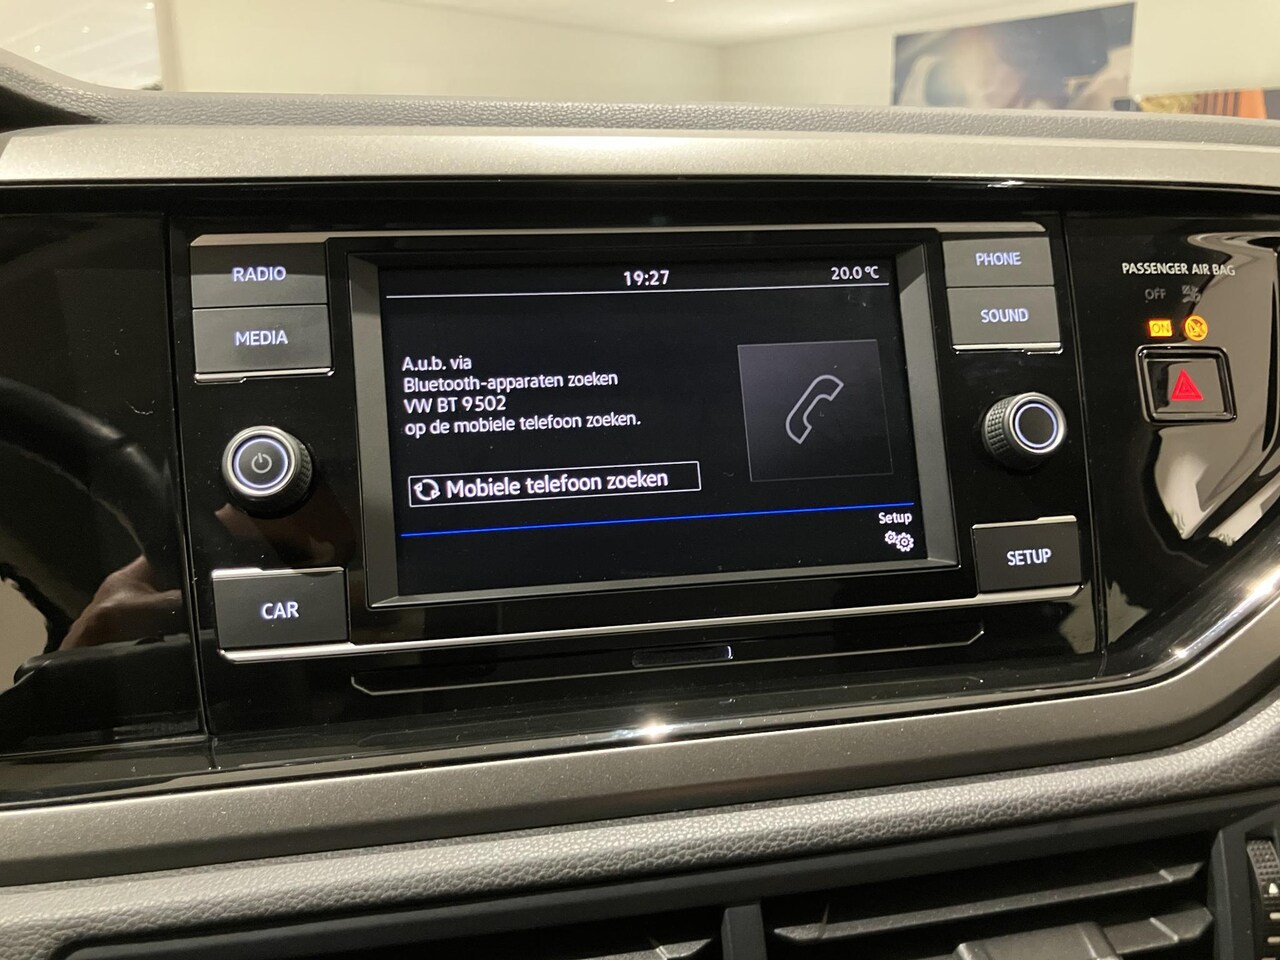 RADIO
MEDIA
CAR
19:27
20.0 °C
A.u.b. via
Bluetooth-apparaten zoeken
VW BT 9502
op de mobiele telefoon zoeken.
Mobiele telefoon zoeken
Setup
PHONE
SOUND
SETUP
PASSENGER AIR BAG
OFF
ON